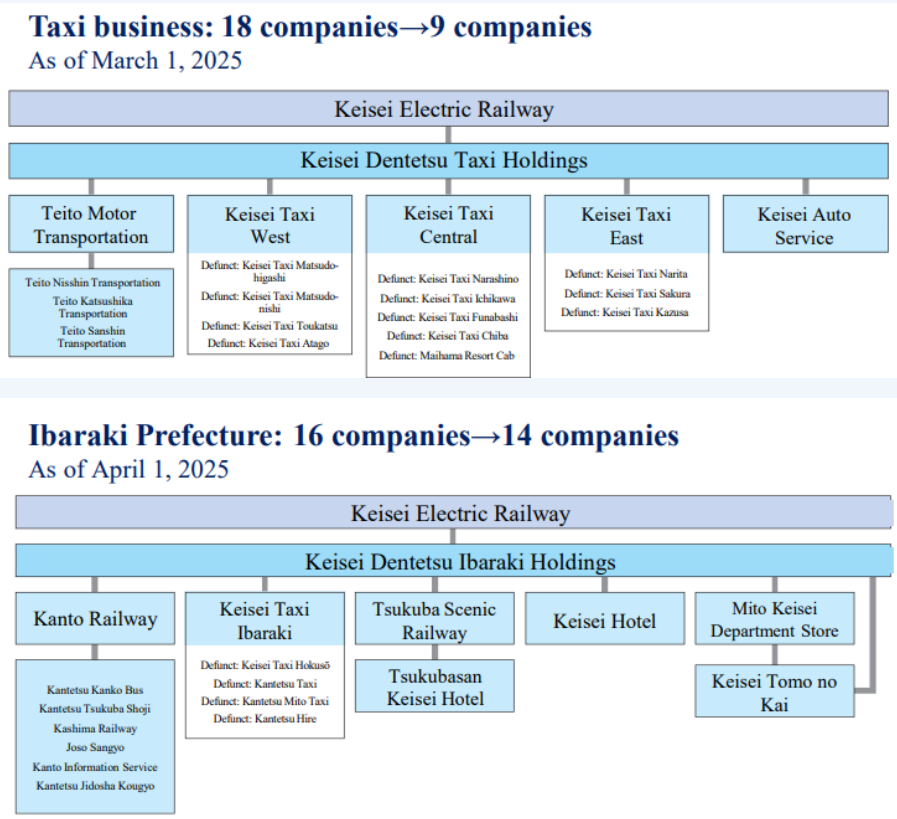 Taxi business: 18 companies→9 companies
As of March 1, 2025
Keisei Electric Railway
Keisei Dentetsu Taxi Holdings
Teito Motor
Transportation
Teito Nisshin Transportation
Teito Katsushika
Transportation
Teito Sanshin
Transportation
Keisei Taxi
West
Defunct: Keisei Taxi Matsudo-
higashi
Defunct: Keisei Taxi Matsudo-
nishi
Defunct: Keisei Taxi Toukatsu
Defunct: Keisei Taxi Atago
Keisei Taxi
Central
Defunct: Keisei Taxi Narashino
Defunct: Keisei Taxi Ichikawa
Defunct: Keisei Taxi Funabashi
Defunct: Keisei Taxi Chiba
Defunct: Maihama Resort Cab
Keisei Taxi
East
Defunct: Keisei Taxi Narita
Defunct: Keisei Taxi Sakura
Defunct: Keisei Taxi Kazusa
Keisei Auto
Service
Ibaraki Prefecture: 16 companies→14 companies
As of April 1, 2025
Keisei Electric Railway
Keisei Dentetsu Ibaraki Holdings
Kanto Railway
Kantetsu Kanko Bus
Kantetsu Tsukuba Shoji
Kashima Railway
Joso Sangyo
Kanto Information Service
Kantetsu Jidosha Kougyo
Keisei Taxi
Ibaraki
Defunct: Keisei Taxi Hokusō
Defunct: Kantetsu Taxi
Defunct: Kantetsu Mito Taxi
Defunct: Kantetsu Hire
Tsukuba Scenic
Railway
Tsukubasan
Keisei Hotel
Keisei Hotel
Mito Keisei
Department Store
Keisei Tomo no
Kai